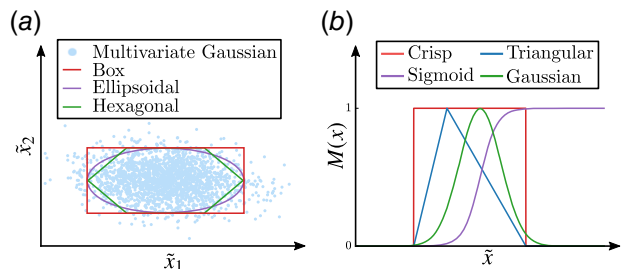 (a)
Multivariate Gaussian
Box
Ellipsoidal
Hexagonal
x̃₂
x̃₁
(b)
Crisp
Triangular
Sigmoid
Gaussian
M(x)
1
0
x̃